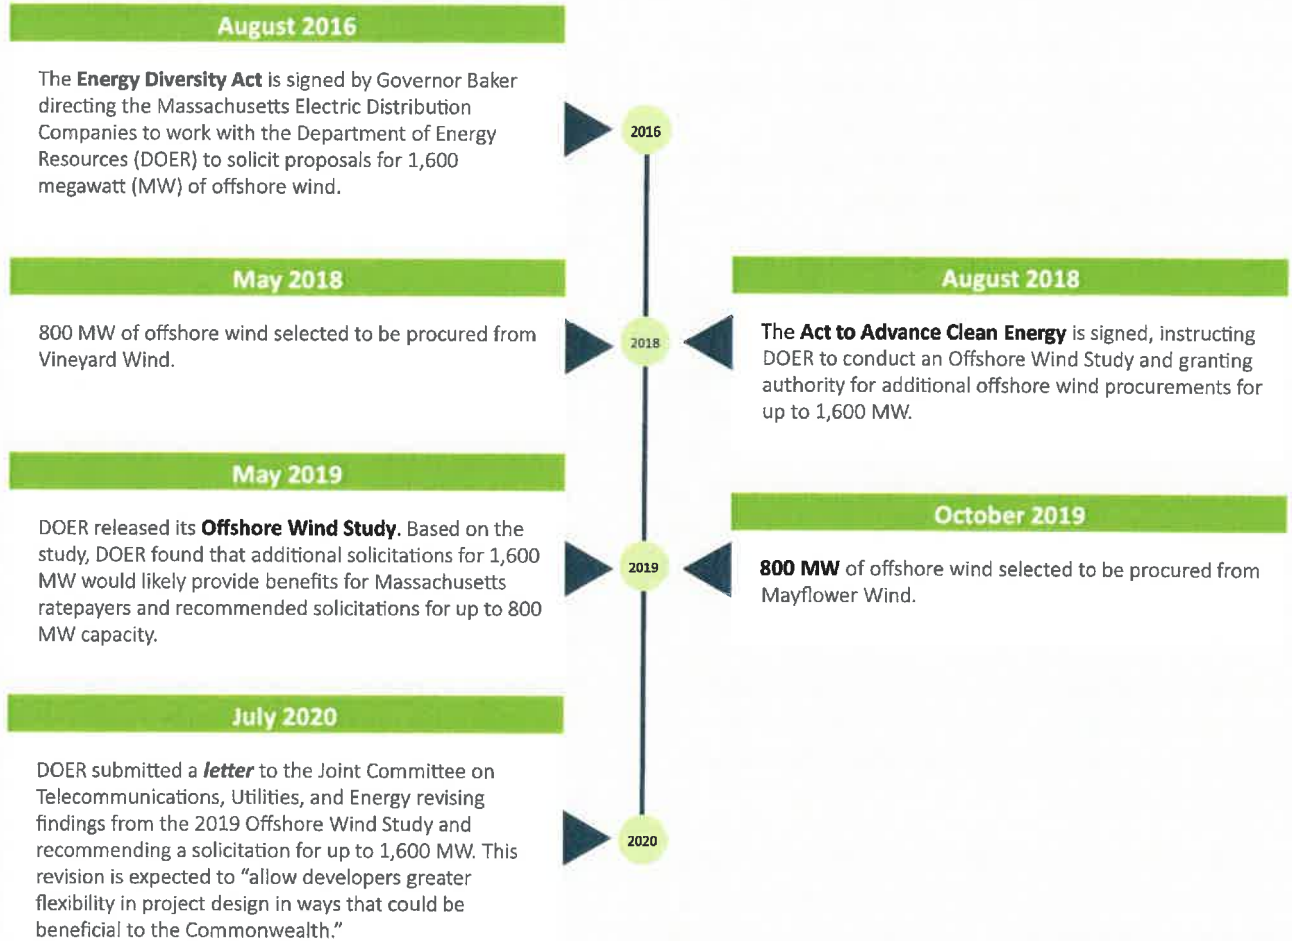 August 2016
The Energy Diversity Act is signed by Governor Baker
directing the Massachusetts Electric Distribution
Companies to work with the Department of Energy
Resources (DOER) to solicit proposals for 1,600
megawatt (MW) of offshore wind.
2016
May 2018
800 MW of offshore wind selected to be procured from
Vineyard Wind.
2018
August 2018
The Act to Advance Clean Energy is signed, instructing
DOER to conduct an Offshore Wind Study and granting
authority for additional offshore wind procurements for
up to 1,600 MW.
May 2019
DOER released its Offshore Wind Study. Based on the
study, DOER found that additional solicitations for 1,600
MW would likely provide benefits for Massachusetts
ratepayers and recommended solicitations for up to 800
MW capacity.
2019
October 2019
800 MW of offshore wind selected to be procured from
Mayflower Wind.
July 2020
DOER submitted a letter to the Joint Committee on
Telecommunications, Utilities, and Energy revising
findings from the 2019 Offshore Wind Study and
recommending a solicitation for up to 1,600 MW. This
revision is expected to “allow developers greater
flexibility in project design in ways that could be
beneficial to the Commonwealth.”
2020